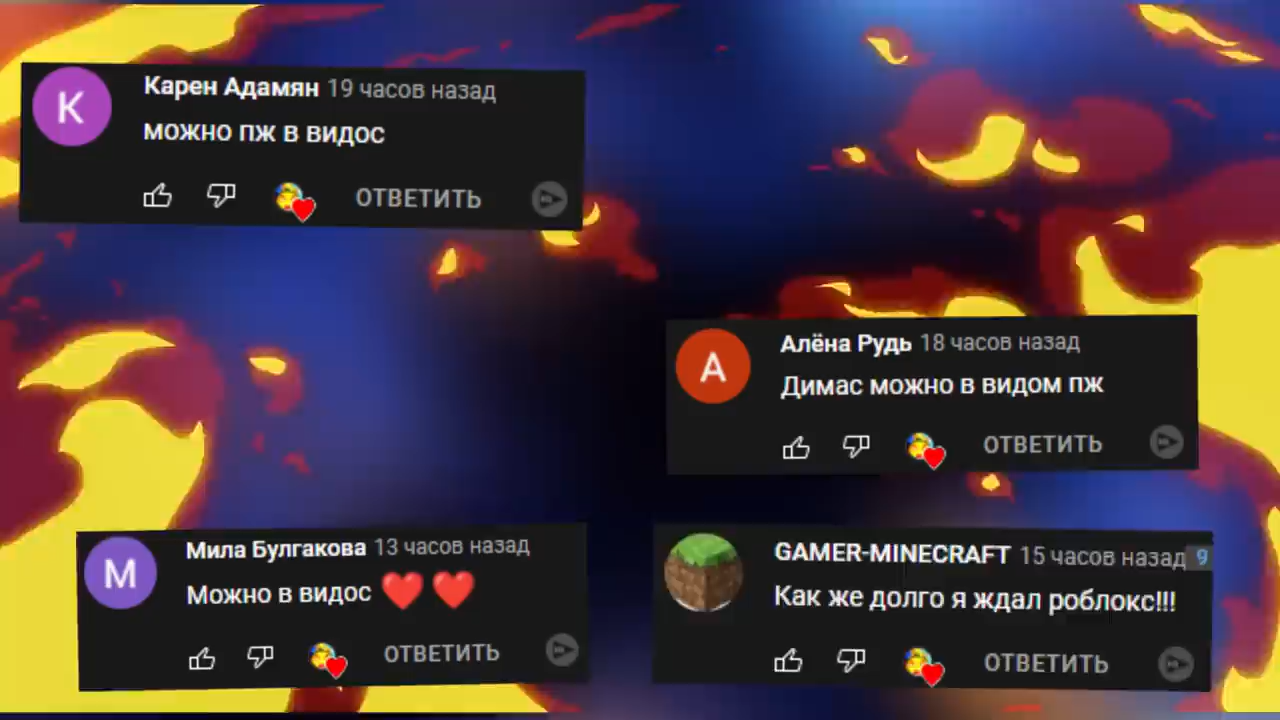 К
Карен Адамян 19 часов назад
можно пж в видос
ОТВЕТИТЬ
А
Алёна Рудь 18 часов назад
Димас можно в видом пж
ОТВЕТИТЬ
М
Мила Булгакова 13 часов назад
Можно в видос ❤️ ❤️
ОТВЕТИТЬ
GAMER-MINECRAFT 15 часов назад 9
Как же долго я ждал роблокс!!!
ОТВЕТИТЬ